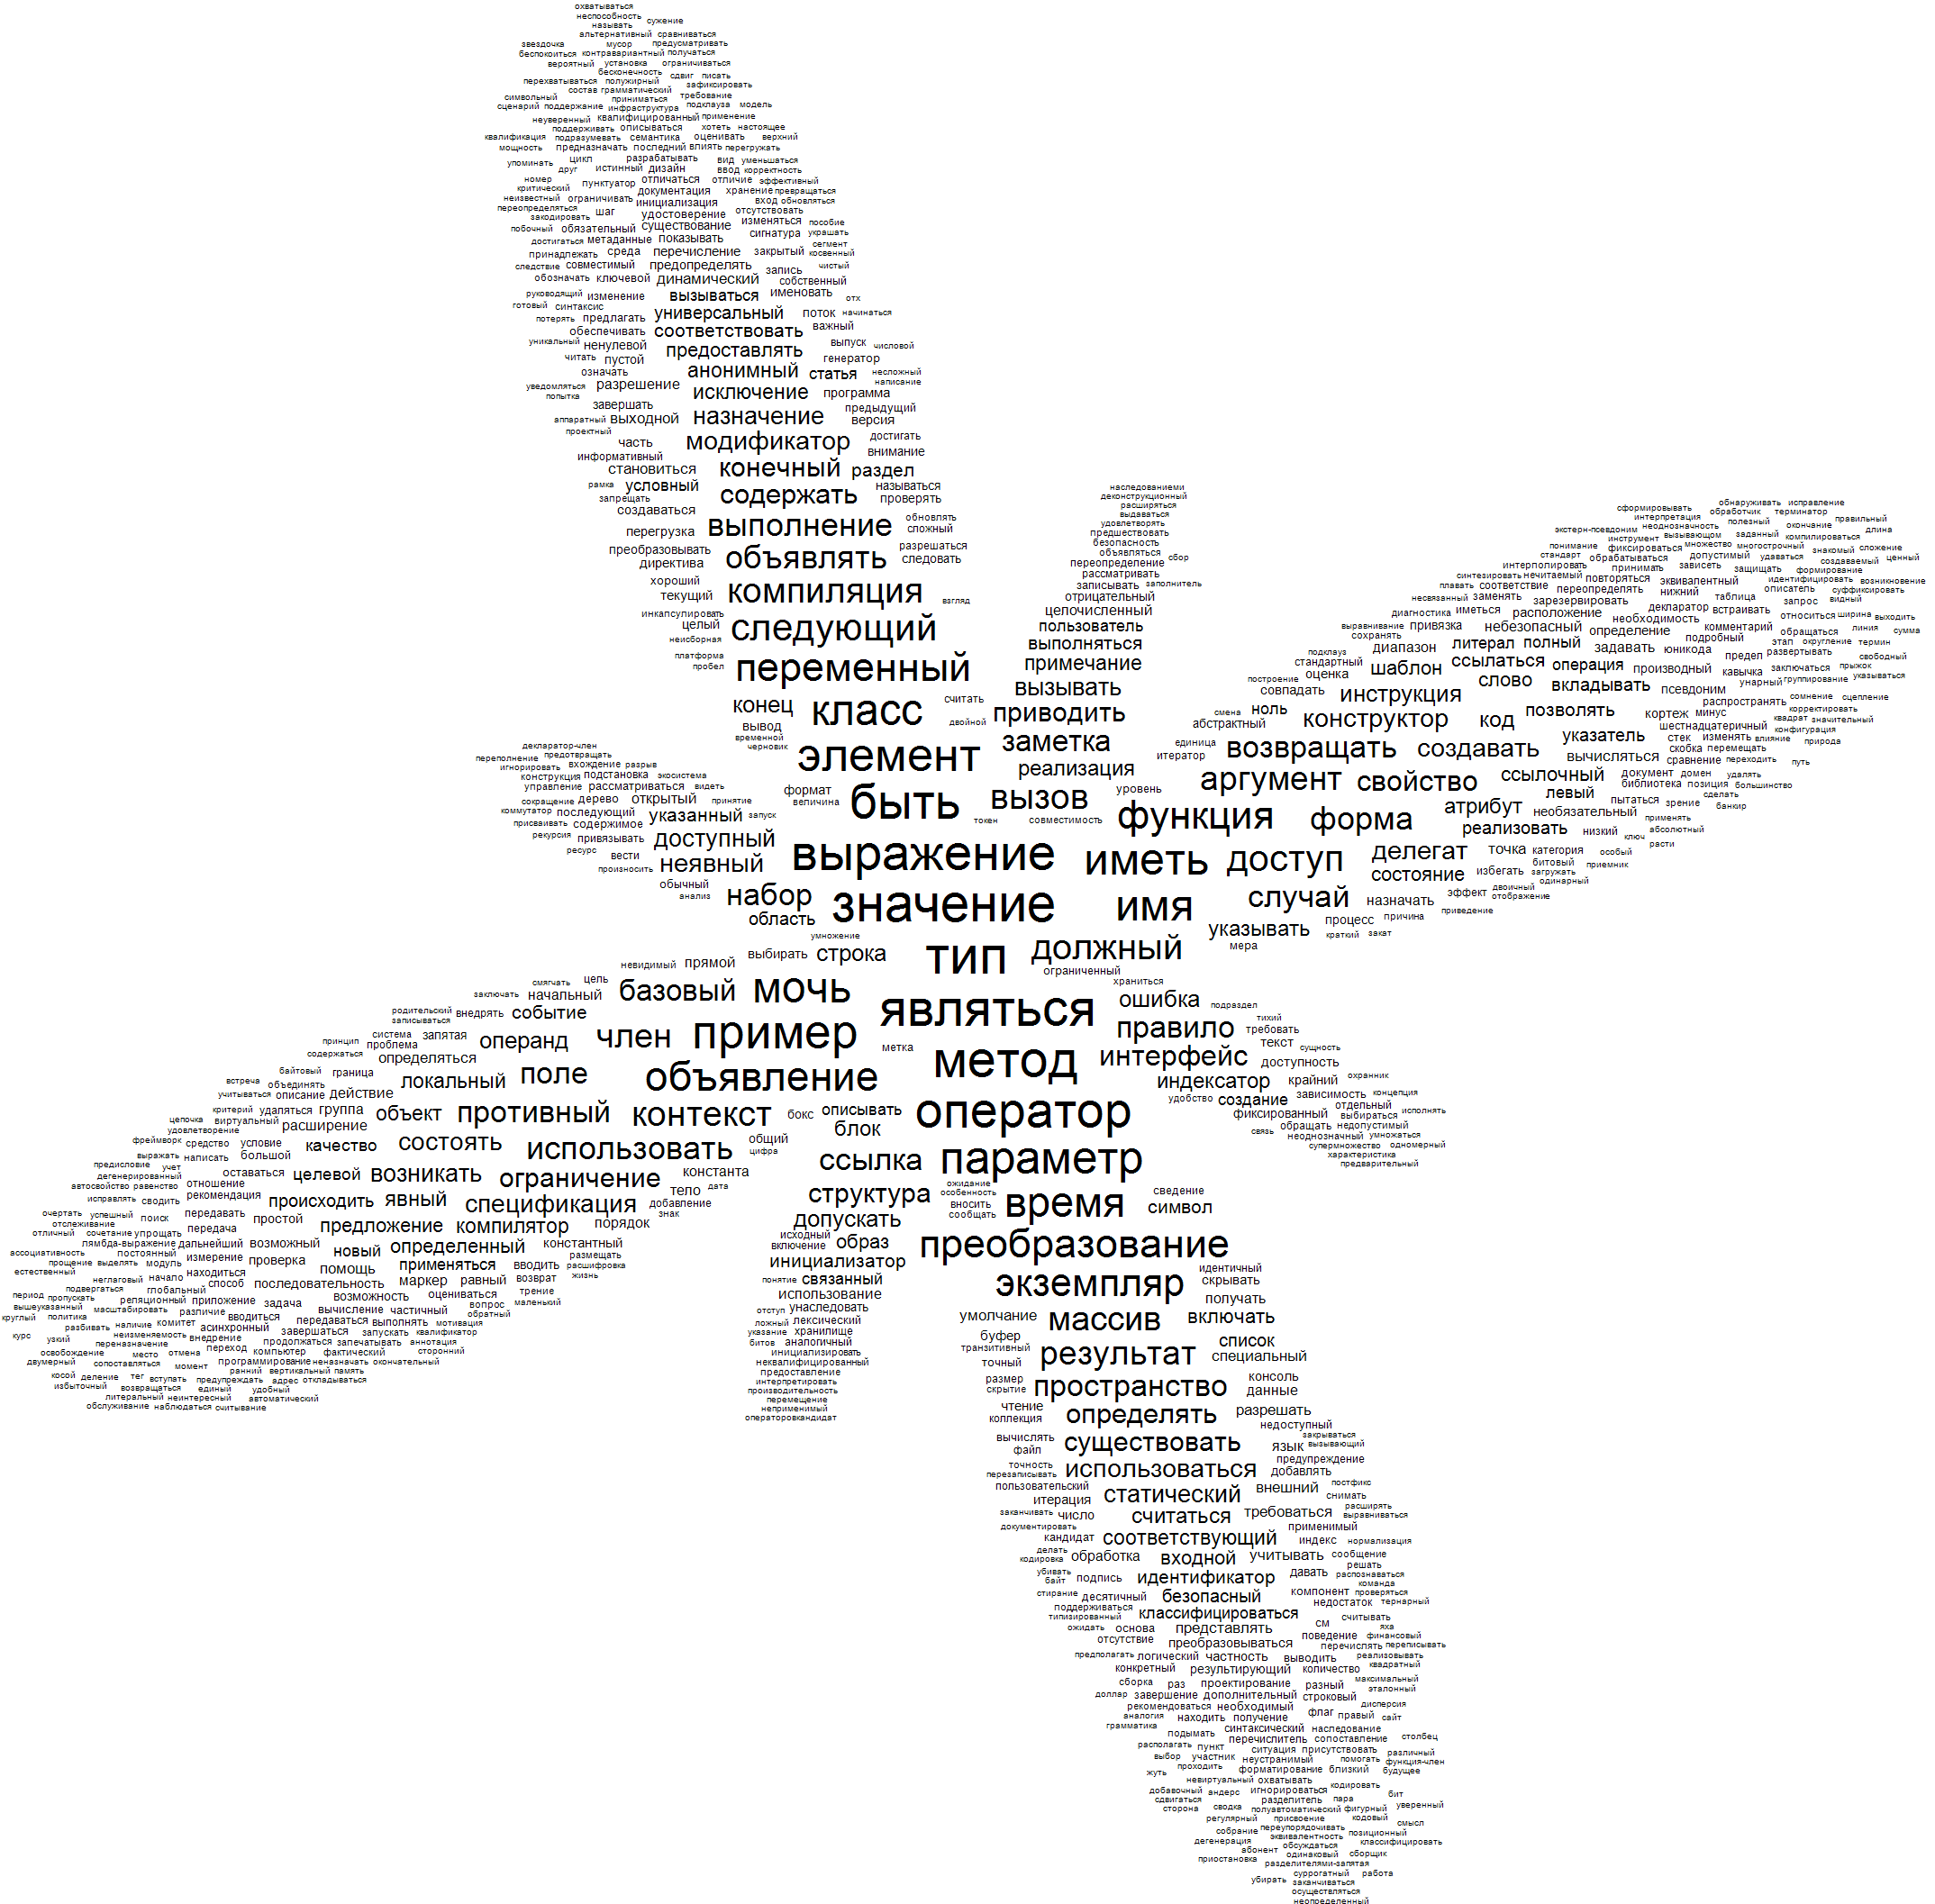 охватываться
неспособность
называть сужение
альтернативный сравниваться
звездочка мусор предусматривать
беспокоиться контравариантный получаться
вероятный установка ограничиваться
бесконечность сдвиг писать
перехватываться полужирный зафиксировать
состав грамматический требование
символьный приниматься
сценарий поддержание инфраструктура подклауза модель
неуверенный квалифицированный применение
поддерживать описываться хотеть настоящее
квалификация подразумевать семантика оценивать верхний
мощность предназначать последний влиять перегружать
упоминать цикл разрабатывать вид уменьшаться
друг истинный дизайн ввод корректность
номер пунктуатор отличаться отличие эффективный
критический документация хранение превращаться
неизвестный ограничивать инициализация вход обновляться
переопределяться шаг удостоверение отсутствовать
закодировать изменяться пособие
побочный обязательный существование сигнатура украшать
достигаться метаданные показывать сегмент
принадлежать среда перечисление закрытый косвенный
следствие совместимый предопределять запись чистый
обозначать ключевой динамический собственный
руководящий изменение вызываться именовать отх
готовый синтаксис универсальный поток начинаться
потерять предлагать соответствовать важный
обеспечивать
уникальный ненулевой предоставлять выпуск числовой
читать пустой генератор
означать анонимный статья несложный
уведомляться разрешение исключение программа написание
попытка
завершать назначение предыдущий
аппаратный выходной версия
проектный часть модификатор достигать
информативный внимание
становиться конечный раздел
рамка условный содержать называться
запрещать проверять
создаваться
перегрузка выполнение обновлять
сложный
преобразовывать объявлять разрешаться
директива следовать
хороший компиляция
текущий взгляд
инкапсулировать
целый следующий
неисборная
платформа переменный
пробел
конец класс считать
вывод двойной
временной
черновик элемент
наследованиеми
деконструкционный
расширяться
выдаваться
удовлетворять
предшествовать
безопасность
объявляться сбор
переопределение
рассматривать
записывать заполнитель
отрицательный
целочисленный
пользователь
выполняться
примечание
вызывать
приводить
заметка
реализация
формат уровень
величина быть вызов
токен совместимость
обнаруживать исправление
сформировывать обработчик терминатор
интерпретация правильный
экстерн-псевдоним неоднозначность полезный окончание длина
инструмент вызывающом заданный компилироваться
понимание фиксироваться множество многострочный знакомый сложение
стандарт обрабатываться допустимый удаваться создаваемый ценный
интерполировать принимать зависеть защищать формирование
синтезировать нечитаемый повторяться эквивалентный идентифицировать возникновение
плавать соответствие переопределять нижний описатель суффиксировать
несвязанный заменять зарезервировать таблица запрос видный
диагностика иметься расположение декларатор встраивать относиться ширина выходить
выравнивание привязка небезопасный необходимость комментарий
сохранять определение обращаться линия сумма
подклауз диапазон литерал полный задавать юникода подробный этап округление термин
стандартный шаблон ссылаться операция предел развертывать свободный
оценка производный заключаться прыжок
построение совпадать инструкция слово вкладывать псевдоним кавычка унарный группирование указываться
смена ноль распространять сомнение сцепление
абстрактный конструктор код позволять кортеж минус корректировать
шестнадцатеричный квадрат значительный
единица возвращать создавать указатель стек изменять влияние конфигурация
итератор вычисляться скобка перемещать природа
сравнение переходить путь
аргумент свойство ссылочный документ домен удалять
левый библиотека позиция большинство
функция форма атрибут пытаться зрение сделать
необязательный банкир
реализовать низкий ключ применять
абсолютный
декларатор-член
переполнение предотвращать
игнорировать вхождение разрыв
конструкция подстановка экосистема
управление рассматриваться видеть
сокращение дерево открытый принятие
коммутатор последующий указанный запуск
присваивать содержимое
рекурсия привязывать доступный
ресурс вести неявный
произносить
выражение иметь доступ делегат точка категория особый расти
битовый приемник
обычный состояние избегать загружать
анализ одинарный
набор значение имя случай назначать эффект двоичный
отображение
область указывать процесс причина приведение
краткий закат
умножение мера
невидимый прямой выбирать строка тип должный
ограниченный
смягчать цель храниться
заключать начальный базовый мочь являться ошибка подраздел
родительский внедрять событие тихий
записываться правило требовать
принцип система запятая операнд член пример метка метод текст сущность
проблема
содержаться определяться интерфейс доступность
байтовый граница локальный поле объявление индексатор крайний охранник
встреча объединять
учитываться описание действие удобство создание зависимость концепция
цепочка критерий удаляться группа объект противный контекст бокс описывать оператор фиксированный отдельный
виртуальный выбираться исполнять
удовлетворение расширение блок обращать недопустимый
связь
фреймворк средство условие качество состоять использовать общий неоднозначный умножаться
цифра супермножество одномерный
выражать написать большой ссылка параметр характеристика
предисловие учет предварительный
дегенерированный оставаться целевой возникать ограничение константа
автосвойство равенство отношение
исправлять сводить рекомендация происходить явный спецификация тело дата структура ожидание время сведение
добавление особенность
очертать успешный поиск передавать простой знак вносить символ
отслеживание предложение компилятор порядок допускать сообщать
отличный сочетание упрощать передача
лямбда-выражение дальнейший возможный определенный константный исходный образ преобразование
ассоциативность постоянный измерение проверка новый размещать включение
прощение выделять модуль применяться вводить расшифровка инициализатор идентичный
естественный находиться помощь жизнь
неглаговый начало способ последовательность маркер равный возврат понятие связанный экземпляр скрывать
подвергаться глобальный трение использование
период пропускать реляционный приложение задача возможность оцениваться маленький получать
вышеуказанный масштабировать различие вычисление частичный вопрос отступ унаследовать
круглый политика вводиться передаваться выполнять обратный ложный лексический умолчание массив включать
разбивать наличие комитет асинхронный завершаться запускать мотивация указание хранилище
курс неизменяемость внедрение квалификатор битов анапогичный буфер список
узкий переназначение переход продолжаться запечатывать аннотация инициализировать транзитивный
освобождение место отмена компьютер фактический сторонний неквалифицированный точный результат специальный
двумерный сопоставляться момент программирование неназначать окончательный предоставление
косой деление тег ранний вертикальный память интерпретировать размер консоль
избыточный вступать предупреждать адрес откладываться производительность скрытие пространство данные
возвращаться единый удобный
литеральный неинтересный автоматический перемещение чтение
обслуживание наблюдаться считывание неприменимый коллекция определять разрешать
операторовкандидат недоступный
вычислять закрываться
файл существовать язык вызывающий
точность предупреждение
перезаписывать использоваться добавлять
пользовательский внешний постфикс
итерация статический снимать
заканчивать число требоваться расширять
документировать считаться выравниваться
кандидат применимый
соответствующий индекс нормализация
делать обработка входной учитывать сообщение
кодировка решать
убивать подпись идентификатор давать распознаваться
байт команда
стирание десятичный безопасный компонент проверяться
поддерживаться недостаток тернарный
типизированный классифицироваться считывать
ожидать основа представлять см яха
отсутствие преобразовываться поведение финансовый
перечислять переписывать
предполагать логический частность выводить реализовывать
конкретный результирующий количество квадратный
сборка раз проектирование разный максимальный
доллар завершение дополнительный строковый эталонный
рекомендоваться необходимый дисперсия
аналогия находить получение флаг правый сайт
грамматика синтаксический наследование
подымать перечислитель сопоставление столбец
располагать пункт ситуация присутствовать различный
выбор участник неустранимый помогать функция-член
проходить форматирование близкий будущее
жуть невиртуальный охватывать кодировать
добавочный андерс игнорироваться бит
сдвигаться разделитель пара
сторона сводка полуавтоматический фигурный уверенный
регулярный присвоение кодовый смысл
собрание переупорядочивать позиционный
дегенерация эквивалентность классифицировать
абонент обсуждаться
приостановка одинаковый сборщик
разделителями-запятая
суррогатный работа
убирать заканчиваться
осуществляться
неопределенный